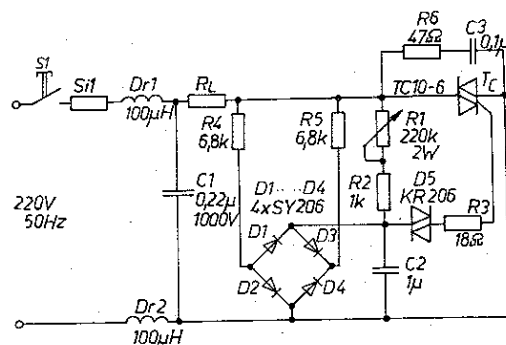 R6
47Ω
C3
0,1µ
S1
Si1
Dr1
100µH
RL
TC10-6
Tc
R4
6,8k
R5
6,8k
R1
220k
2W
C1
0,22µ
1000V
D1....D4
4xSY206
R2
1k
D5
KR206
R3
18Ω
220V
50Hz
D1
D3
D2
D4
C2
1µ
Dr2
100µH